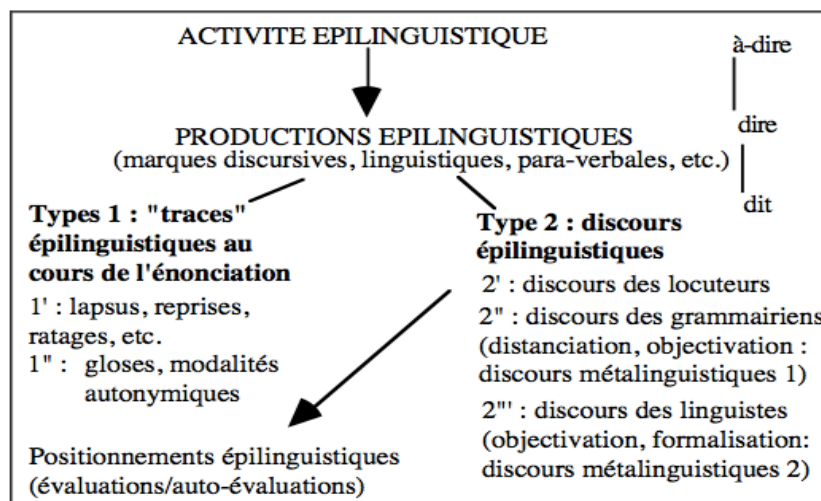 ACTIVITE EPILINGUISTIQUE
à-dire
dire
PRODUCTIONS EPILINGUISTIQUES
(marques discursives, linguistiques, para-verbales, etc.)
dit
Types 1 : "traces"
épilinguistiques au
cours de l'énonciation
1' : lapsus, reprises,
ratages, etc.
1" : gloses, modalités
autonymiques
Type 2 : discours
épilinguistiques
2' : discours des locuteurs
2" : discours des grammairiens
(distanciation, objectivation :
discours métalinguistiques 1)
2"' : discours des linguistes
(objectivation, formalisation:
discours métalinguistiques 2)
Positionnements épilinguistiques
(évaluations/auto-évaluations)